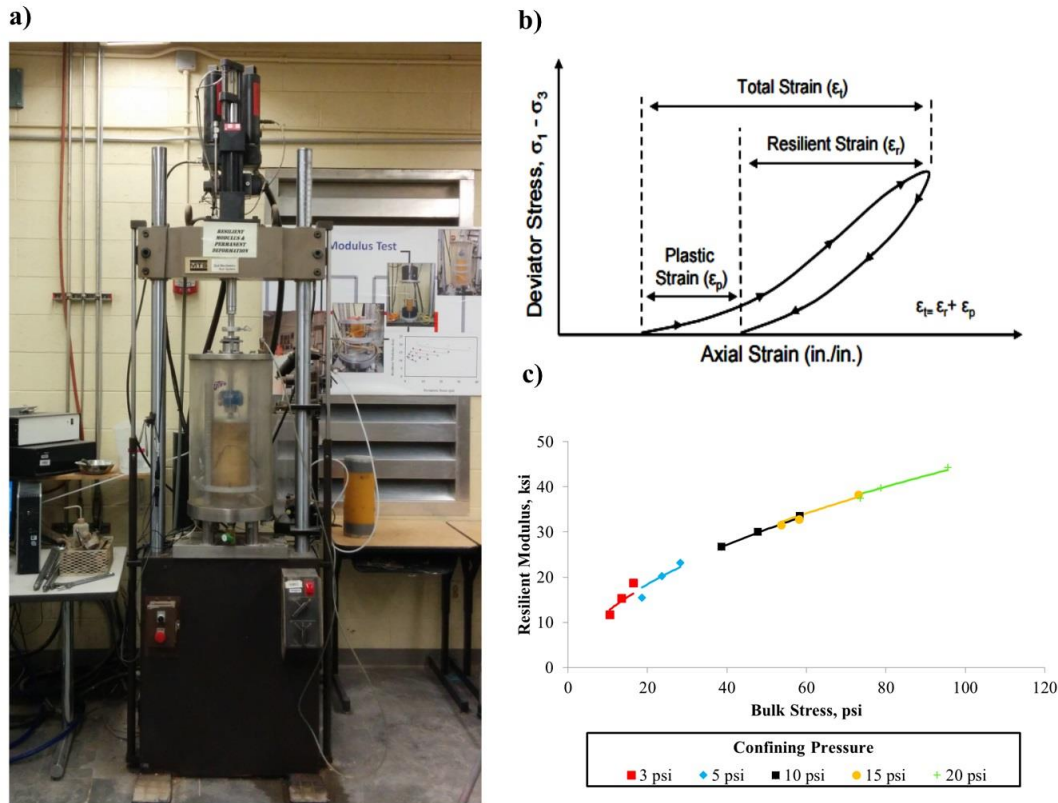 a)
RESILIENT
MODULUS &
PERMANENT
DEFORMATION
MTS
Modulus Test
b)
Deviator Stress, σ1 - σ3
Total Strain (εt)
Resilient Strain (εr)
Plastic
Strain (εp)
εt= εr+ εp
Axial Strain (in./in.)
c)
Resilient Modulus, ksi
50
40
30
20
10
0
0 20 40 60 80 100 120
Bulk Stress, psi
Confining Pressure
3 psi 5 psi 10 psi 15 psi 20 psi